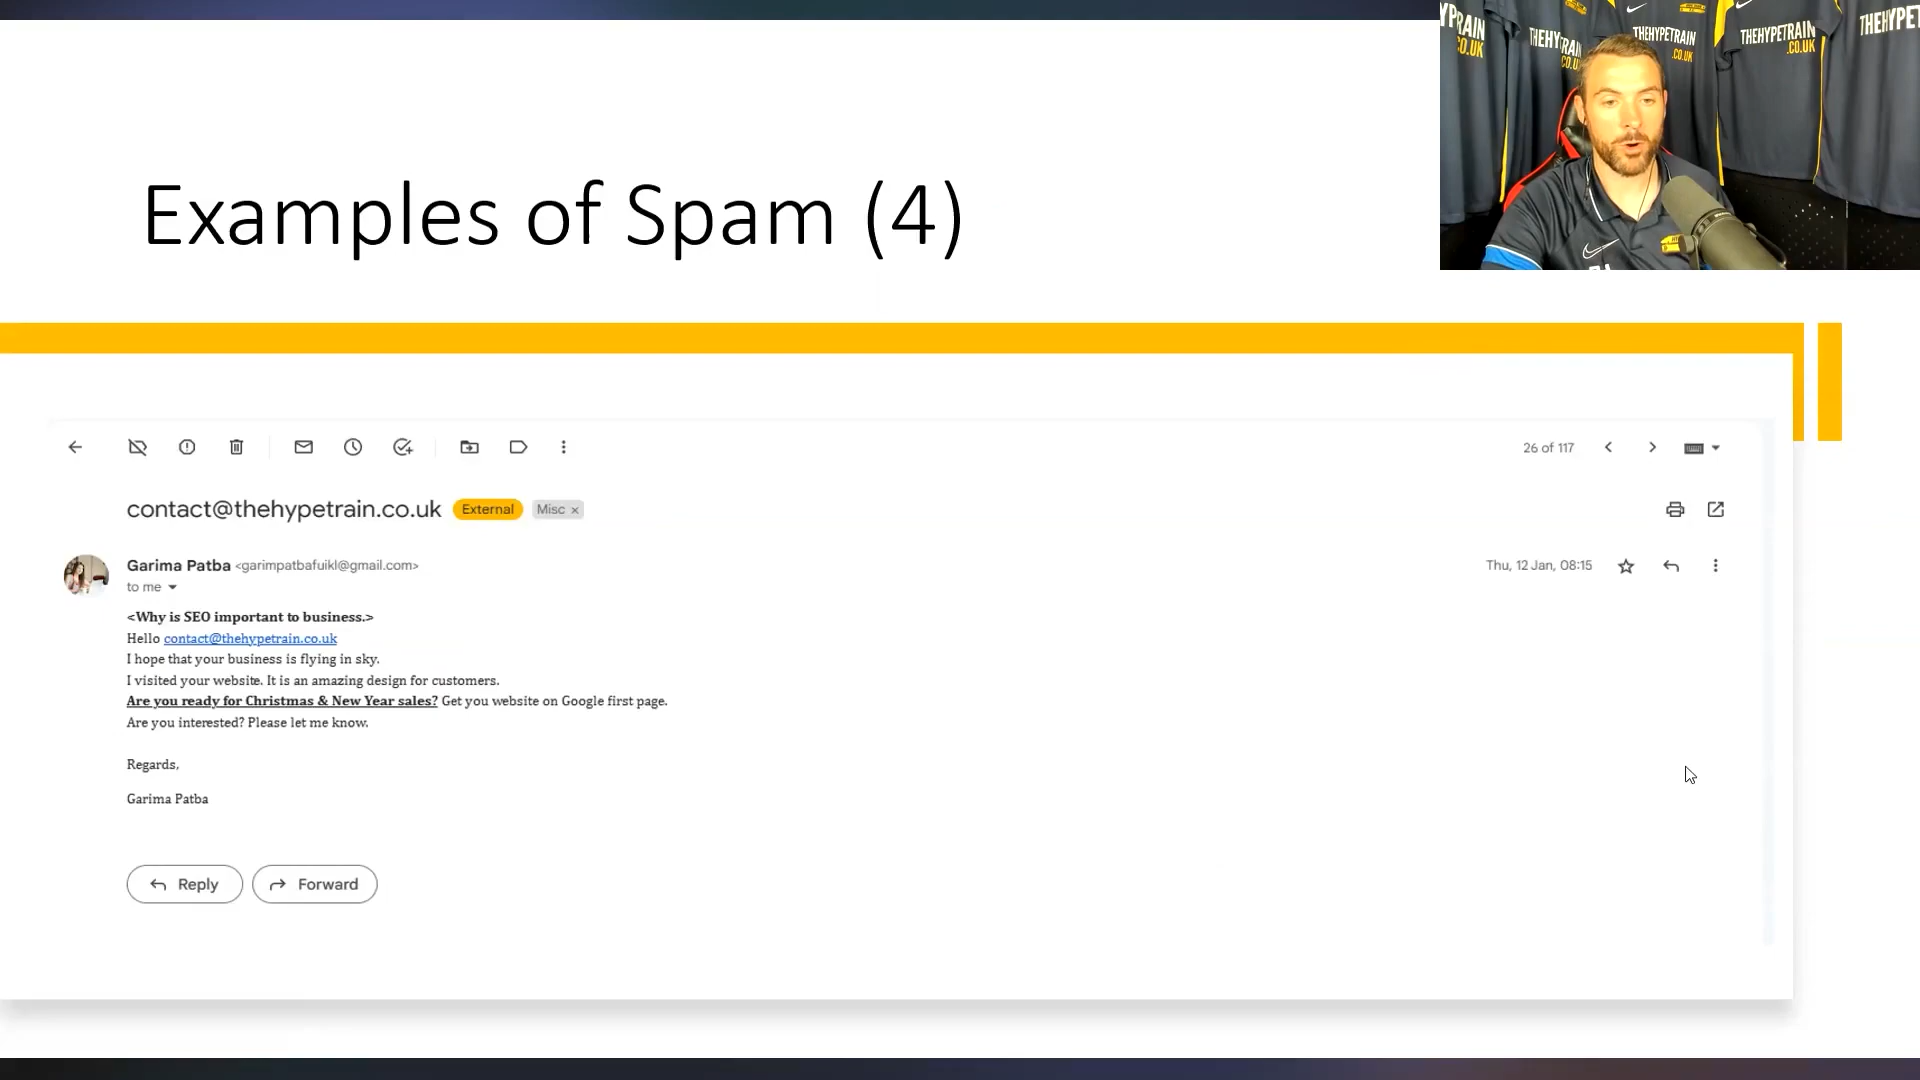 THEHYPETRAIN
.CO.UK
THEHYPETRAIN
.CO.UK
Examples of Spam (4)
26 of 117
contact@thehypetrain.co.uk External Misc x
Garima Patba <garimpatbafuikl@gmail.com> Thu, 12 Jan, 08:15
to me
<Why is SEO important to business.>
Hello contact@thehypetrain.co.uk
I hope that your business is flying in sky.
I visited your website. It is an amazing design for customers.
Are you ready for Christmas & New Year sales? Get you website on Google first page.
Are you interested? Please let me know.
Regards,
Garima Patba
Reply Forward